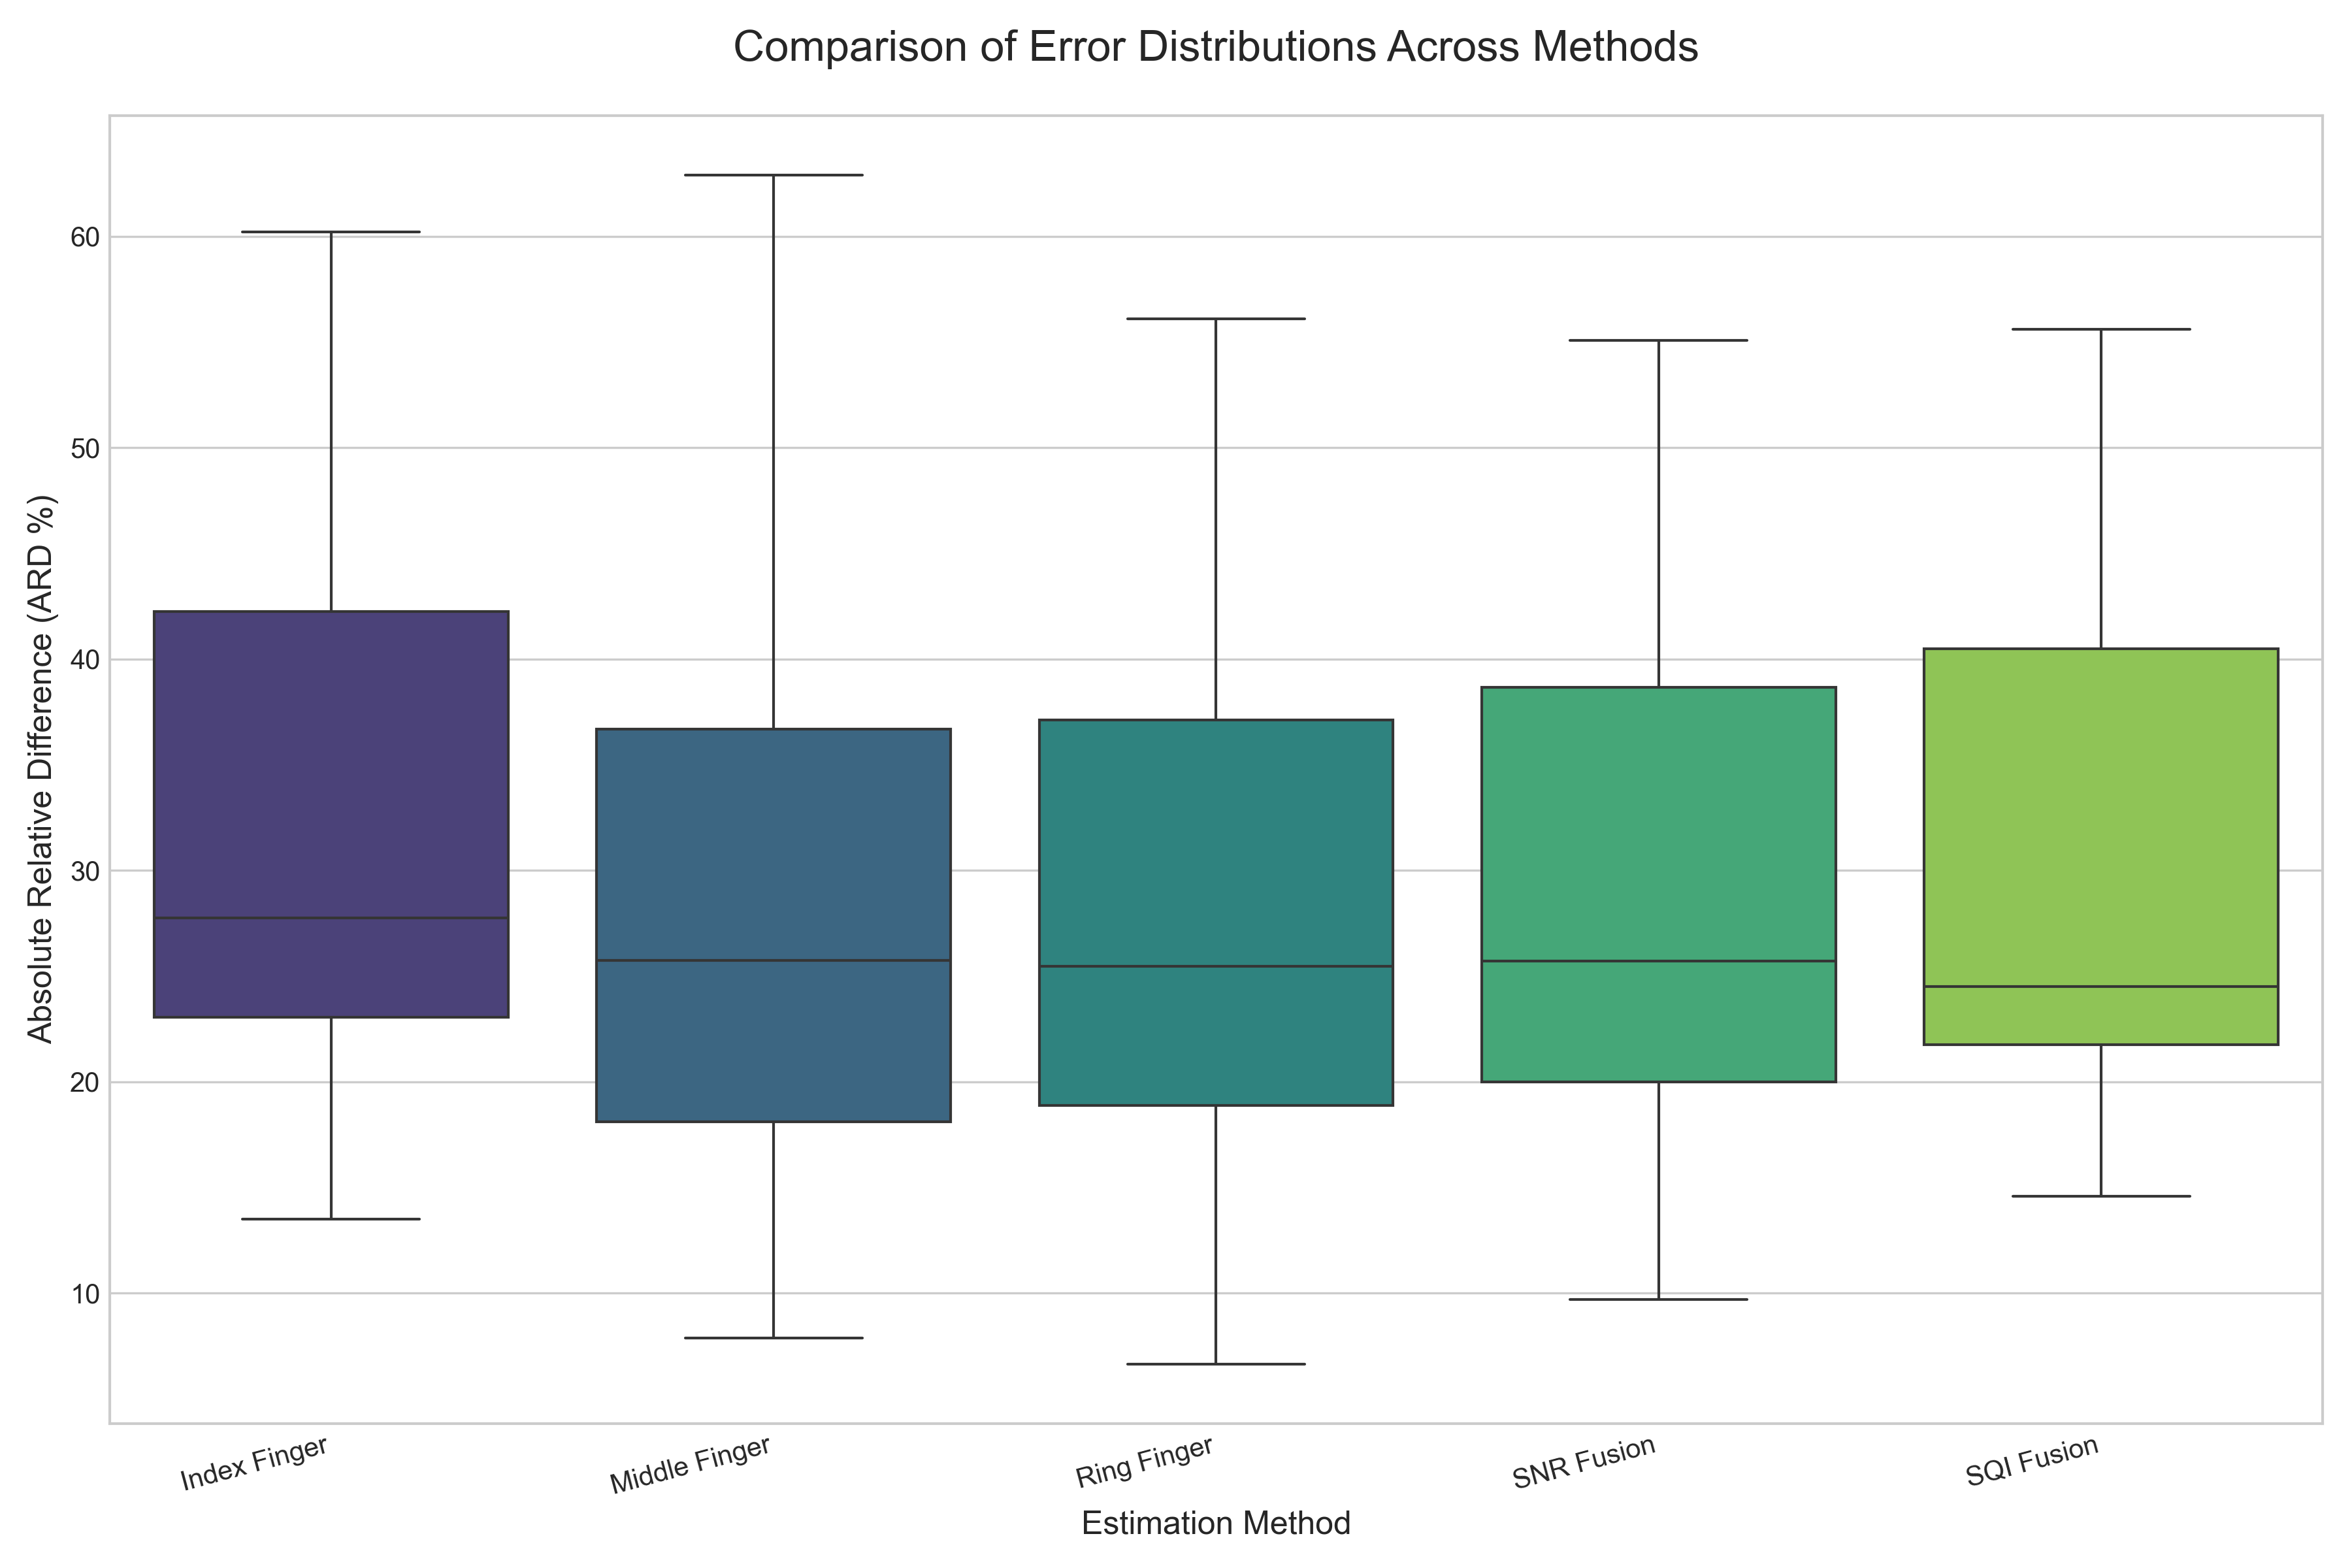 Comparison of Error Distributions Across Methods
Absolute Relative Difference (ARD %)
60
50
40
30
20
10
Index Finger
Middle Finger
Ring Finger
SNR Fusion
SQI Fusion
Estimation Method